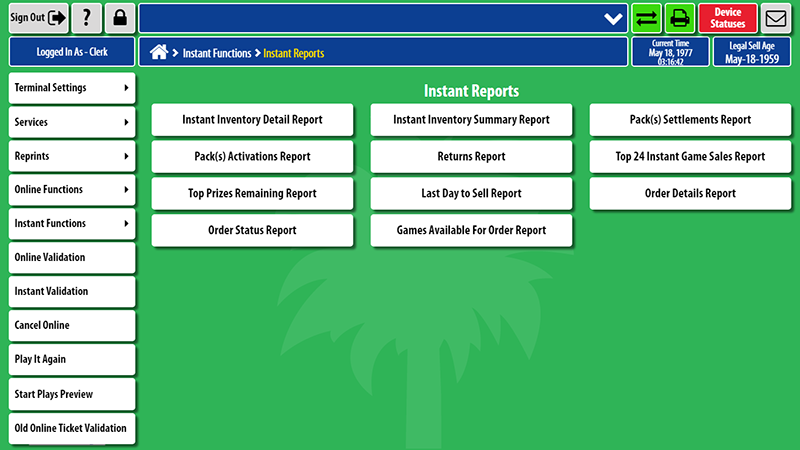 Sign Out
?
Device
Statuses
Logged In As - Clerk
Instant Functions > Instant Reports
Current Time
May 18, 1977
03:16:42
Legal Sell Age
May-18-1959
Terminal Settings
Services
Reprints
Online Functions
Instant Functions
Online Validation
Instant Validation
Cancel Online
Play It Again
Start Plays Preview
Old Online Ticket Validation
Instant Reports
Instant Inventory Detail Report
Instant Inventory Summary Report
Pack(s) Settlements Report
Pack(s) Activations Report
Returns Report
Top 24 Instant Game Sales Report
Top Prizes Remaining Report
Last Day to Sell Report
Order Details Report
Order Status Report
Games Available For Order Report